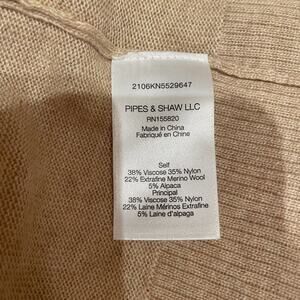 2106KN5529647
PIPES & SHAW LLC
RN155820
Made in China
Fabriqué en Chine
Self
38% Viscose 35% Nylon
22% Extrafine Merino Wool
5% Alpaca
Principal
38% Viscose 35% Nylon
22% Laine Mérinos Extrafine
5% Laine d'alpaga